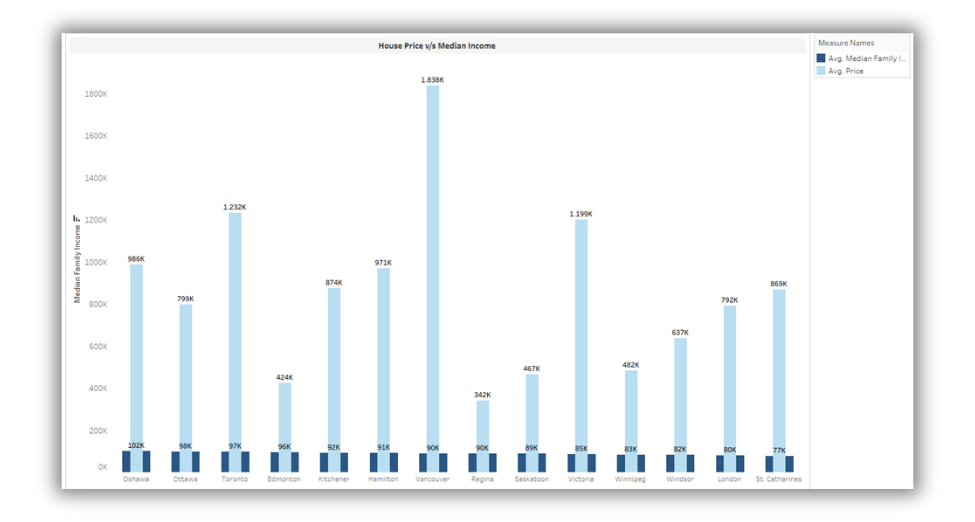 House Price v/s Median Income
Measure Names
Avg. Median Family I..
Avg. Price
Median Family Income
1800K
1600K
1400K
1200K
1000K
800K
600K
400K
200K
0K
986K
799K
1.232K
424K
874K
971K
1.838K
342K
467K
1.199K
482K
637K
792K
869K
102K 98K 97K 96K 92K 91K 90K 90K 89K 85K 83K 82K 80K 77K
Oshawa Ottawa Toronto Edmonton Kitchener Hamilton Vancouver Regina Saskatoon Victoria Winnipeg Windsor London St. Catharines